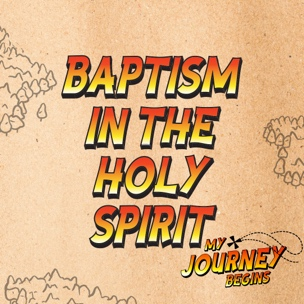 BAPTISM
IN THE
HOLY
SPIRIT
MY
JOURNEY
BEGINS